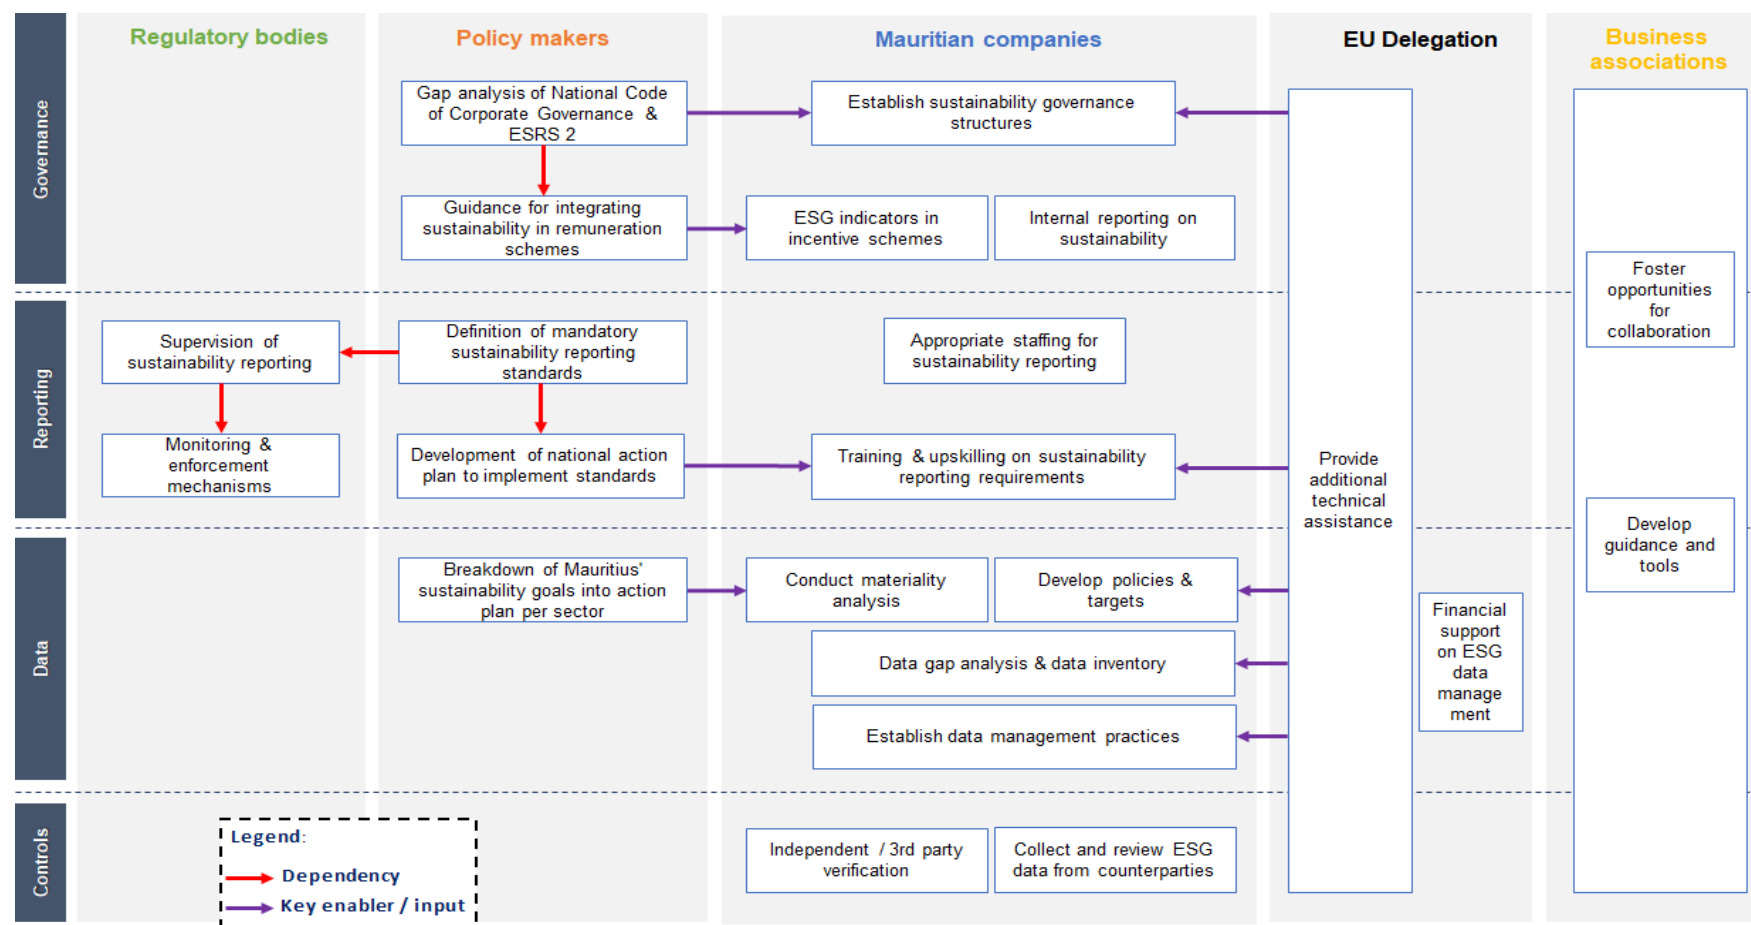 Regulatory bodies
Policy makers
Mauritian companies
EU Delegation
Business
associations
Governance
Gap analysis of National Code
of Corporate Governance &
ESRS 2
Establish sustainability governance
structures
Guidance for integrating
sustainability in remuneration
schemes
ESG indicators in
incentive schemes
Internal reporting on
sustainability
Foster
opportunities
for
collaboration
Reporting
Supervision of
sustainability reporting
Definition of mandatory
sustainability reporting
standards
Appropriate staffing for
sustainability reporting
Monitoring &
enforcement
mechanisms
Development of national action
plan to implement standards
Training & upskilling on sustainability
reporting requirements
Provide
additional
technical
assistance
Develop
guidance and
tools
Data
Breakdown of Mauritius'
sustainability goals into action
plan per sector
Conduct materiality
analysis
Develop policies &
targets
Data gap analysis & data inventory
Establish data management practices
Financial
support
on ESG
data
manage
ment
Controls
Independent / 3rd party
verification
Collect and review ESG
data from counterparties
Legend:
Dependency
Key enabler / input